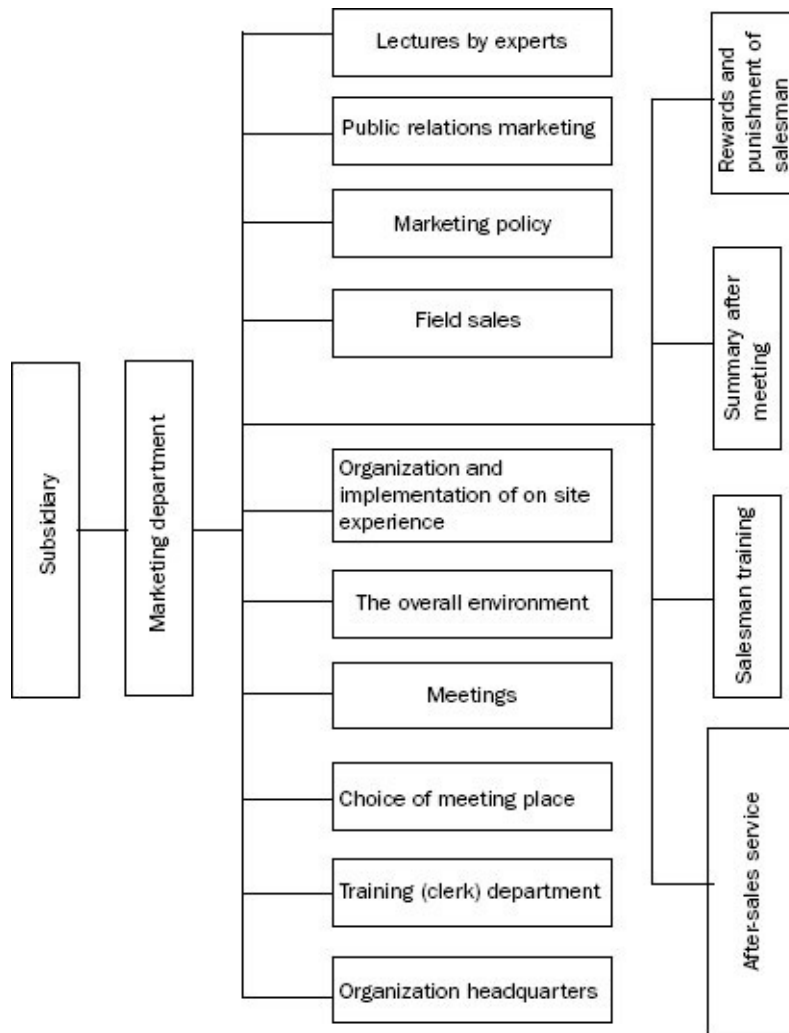 Subsidiary
Marketing department
Lectures by experts
Public relations marketing
Marketing policy
Field sales
Organization and
implementation of on site
experience
The overall environment
Meetings
Choice of meeting place
Training (clerk) department
Organization headquarters
Rewards and
punishment of
salesman
Summary after
meeting
Salesman training
After-sales service